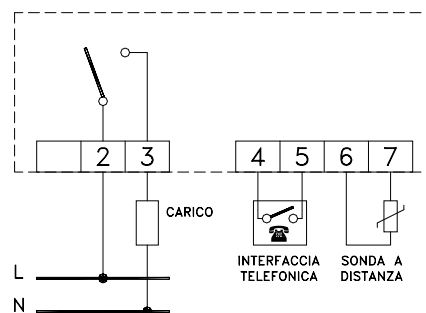 2 3 4 5 6 7
CARICO
INTERFACCIA TELEFONICA
SONDA A DISTANZA
L
N